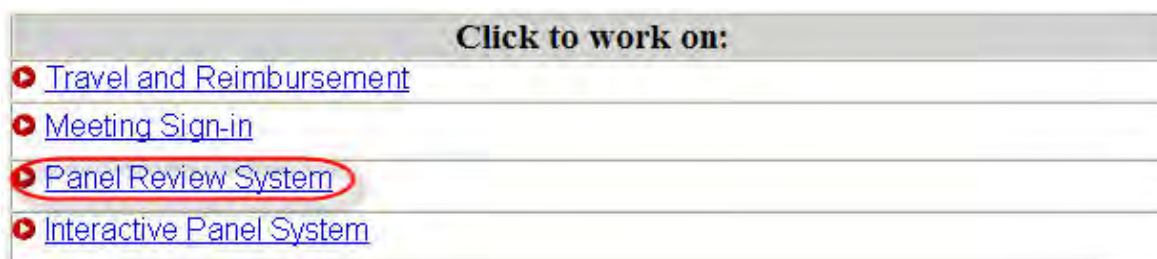 Click to work on:
Travel and Reimbursement
Meeting Sign-in
Panel Review System
Interactive Panel System